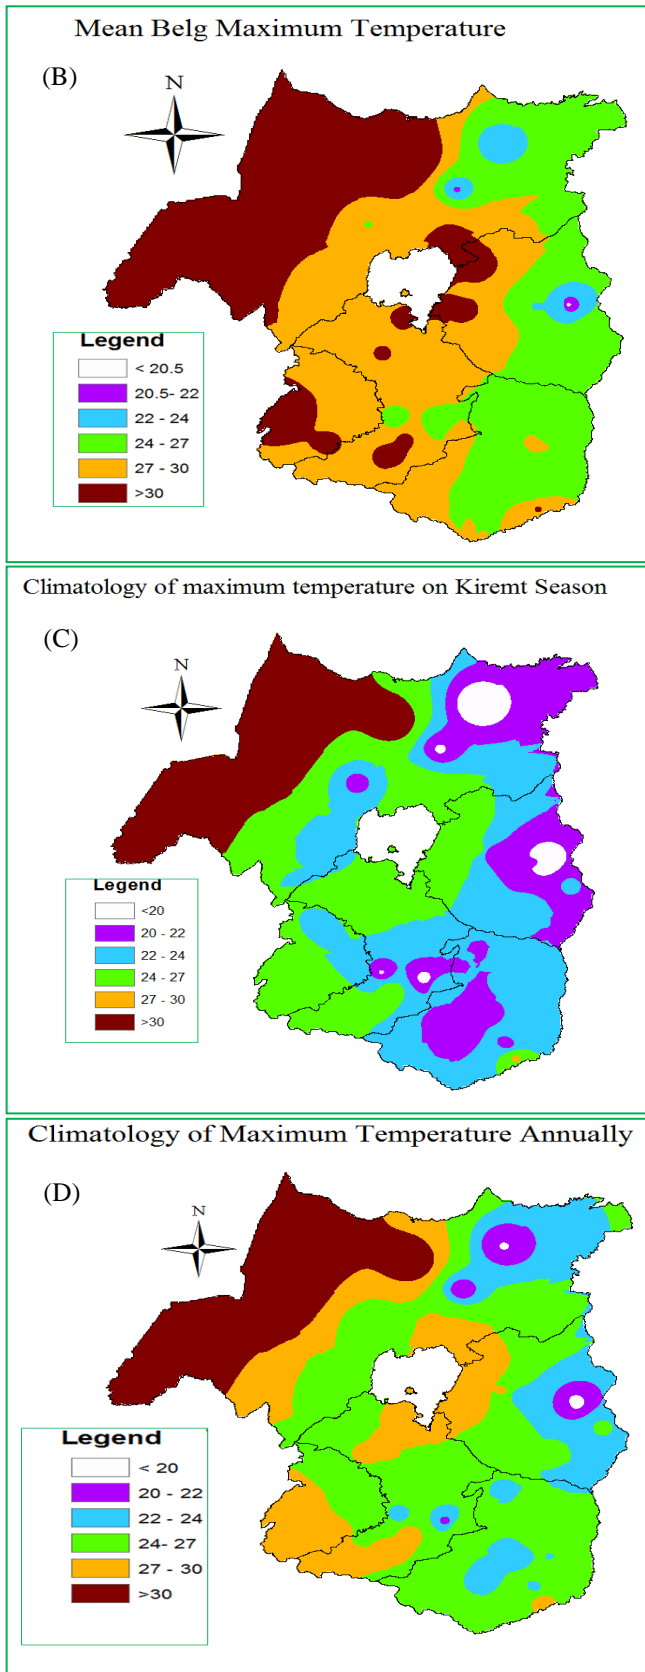 Mean Belg Maximum Temperature
(B)
N
Legend
< 20.5
20.5- 22
22 - 24
24 - 27
27 - 30
>30
Climatology of maximum temperature on Kiremt Season
(C)
N
Legend
<20
20 - 22
22 - 24
24 - 27
27 - 30
>30
Climatology of Maximum Temperature Annually
(D)
N
Legend
< 20
20 - 22
22 - 24
24- 27
27 - 30
>30